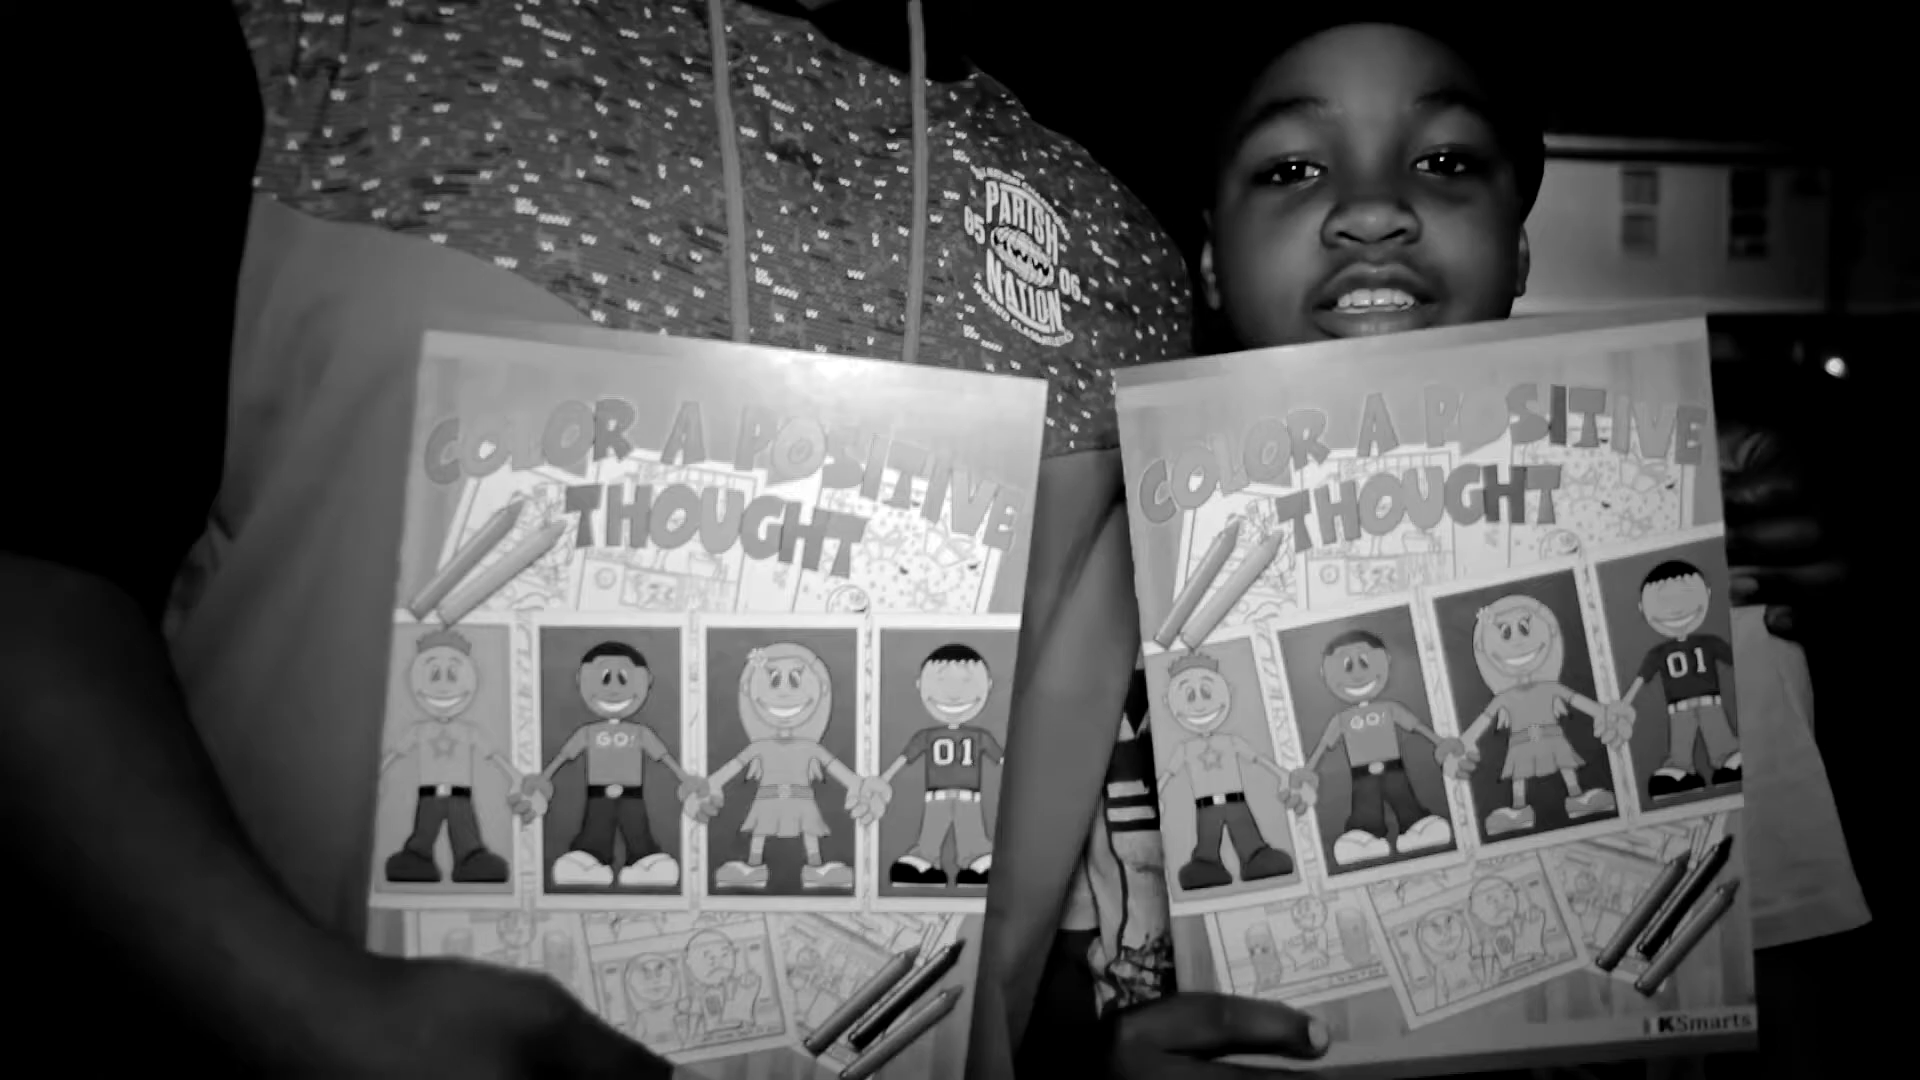 PARISH
05
06
NATION
COLOR A POSITIVE
THOUGHT
GO!
01
COLOR A POSITIVE
THOUGHT
GO!
01
KSmarts